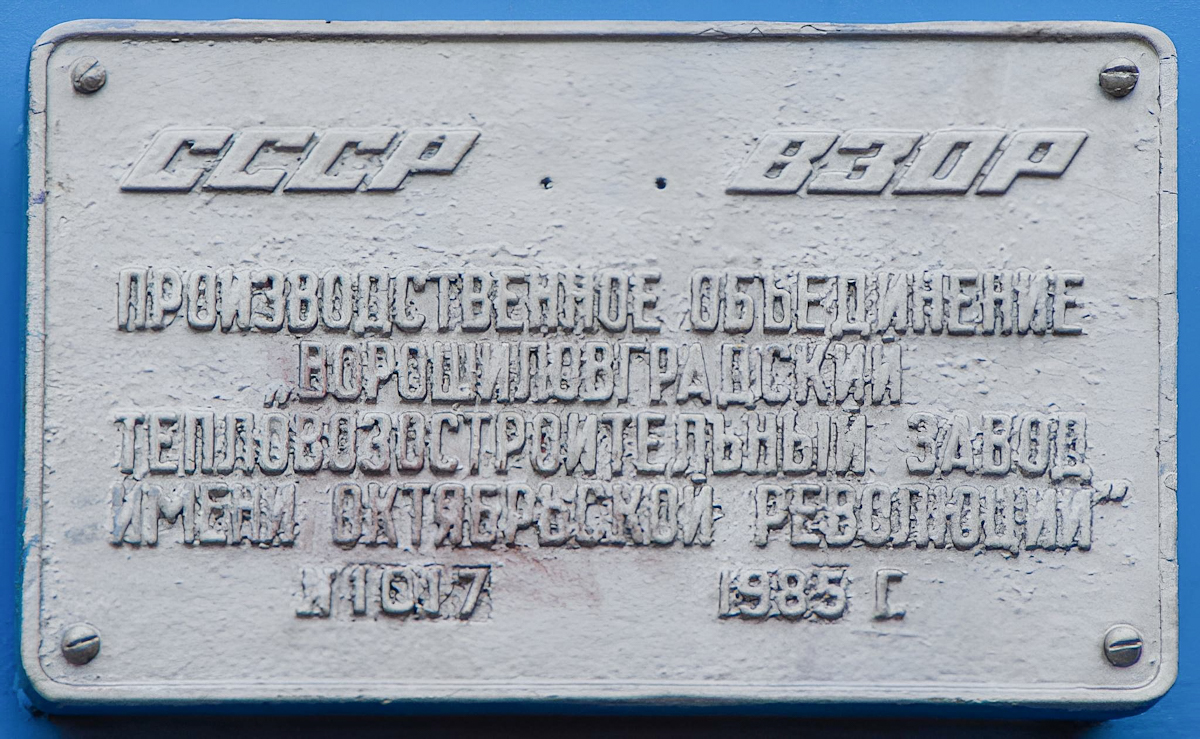 СССР ВЗОР
ПРОИЗВОДСТВЕННОЕ ОБЪЕДИНЕНИЕ
„ВОРОШИЛОВГРАДСКИЙ
ТЕПЛОВОЗОСТРОИТЕЛЬНЫЙ ЗАВОД
ИМЕНИ ОКТЯБРЬСКОЙ РЕВОЛЮЦИИ“
№1017 1985 Г.